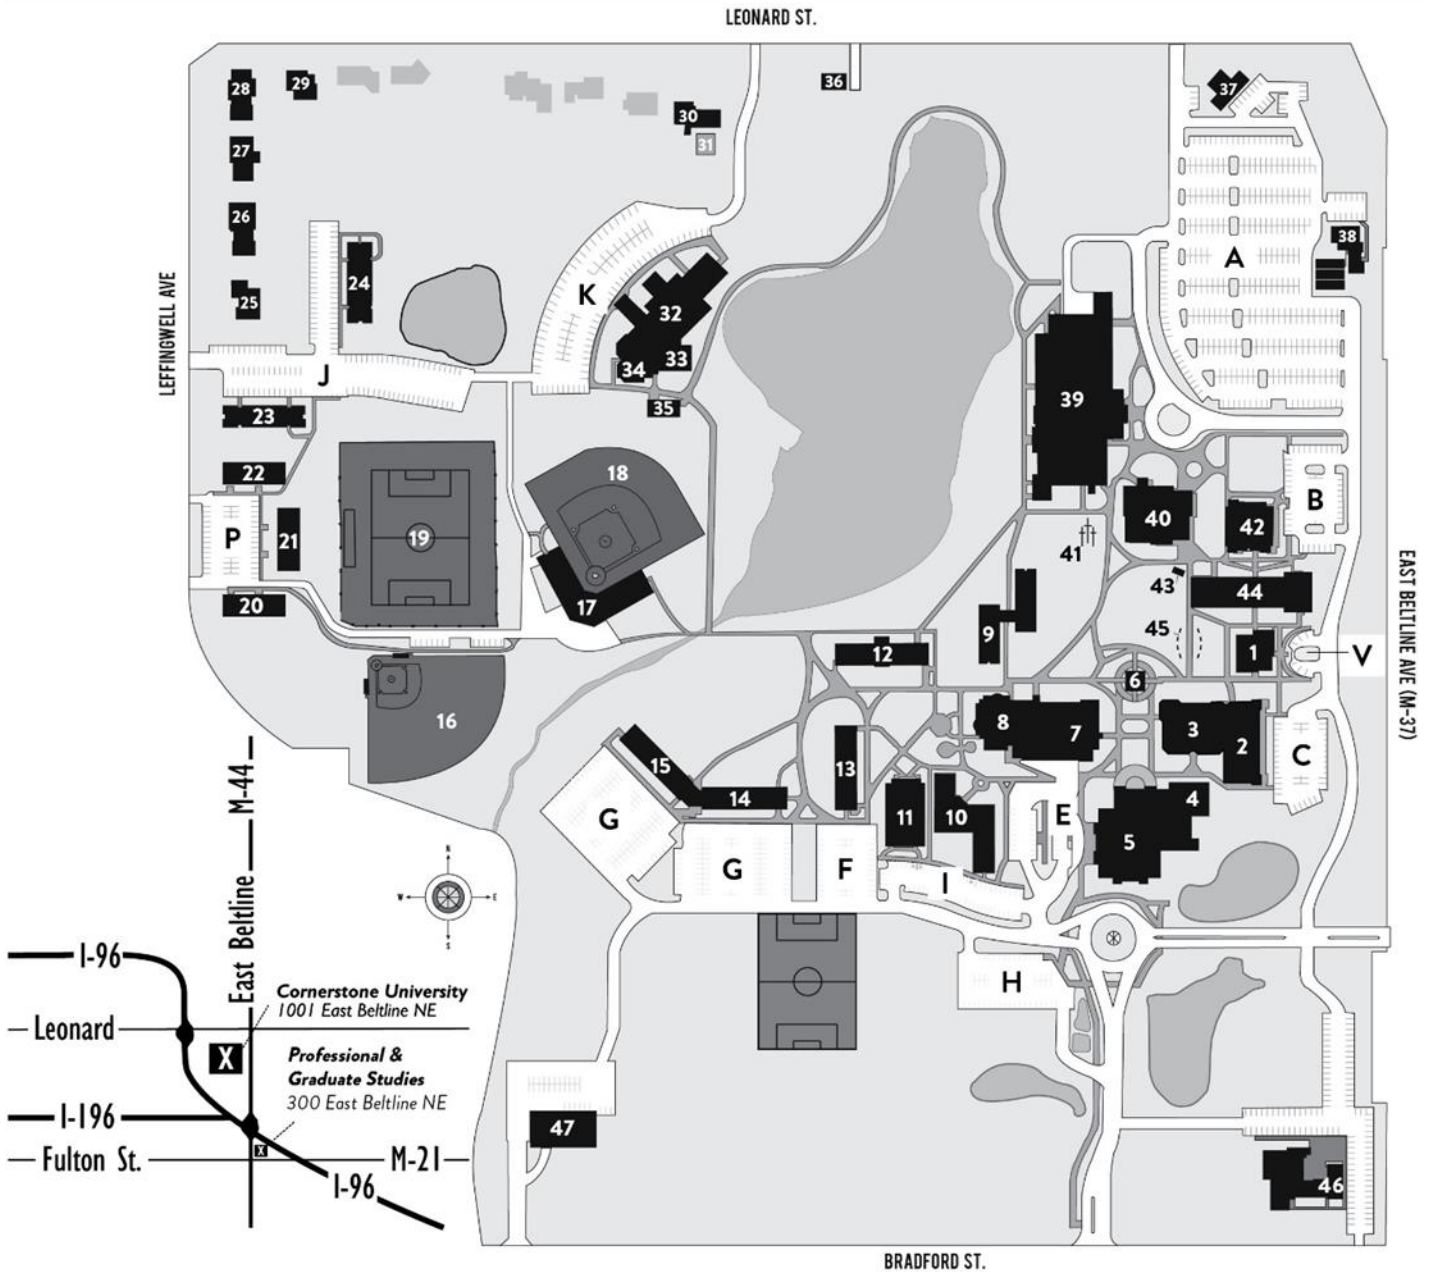 LEONARD ST.
28
29
36
37
30
31
27
26
38
A
24
25
K
32
33
34
35
J
LEFFINGWELL AVE
39
23
22
18
B
40
42
P
21
19
41
EAST BELTLINE AVE (M-37)
43
44
20
17
9
45
12
1
V
6
16
8
7
3
2
C
15
13
14
4
G
11
10
E
5
G
F
I
M-44
N
W
E
S
East Beltline
I-96
H
Cornerstone University
1001 East Beltline NE
Leonard
X
Professional &
Graduate Studies
300 East Beltline NE
I-196
47
X
Fulton St.
M-21
I-96
46
BRADFORD ST.